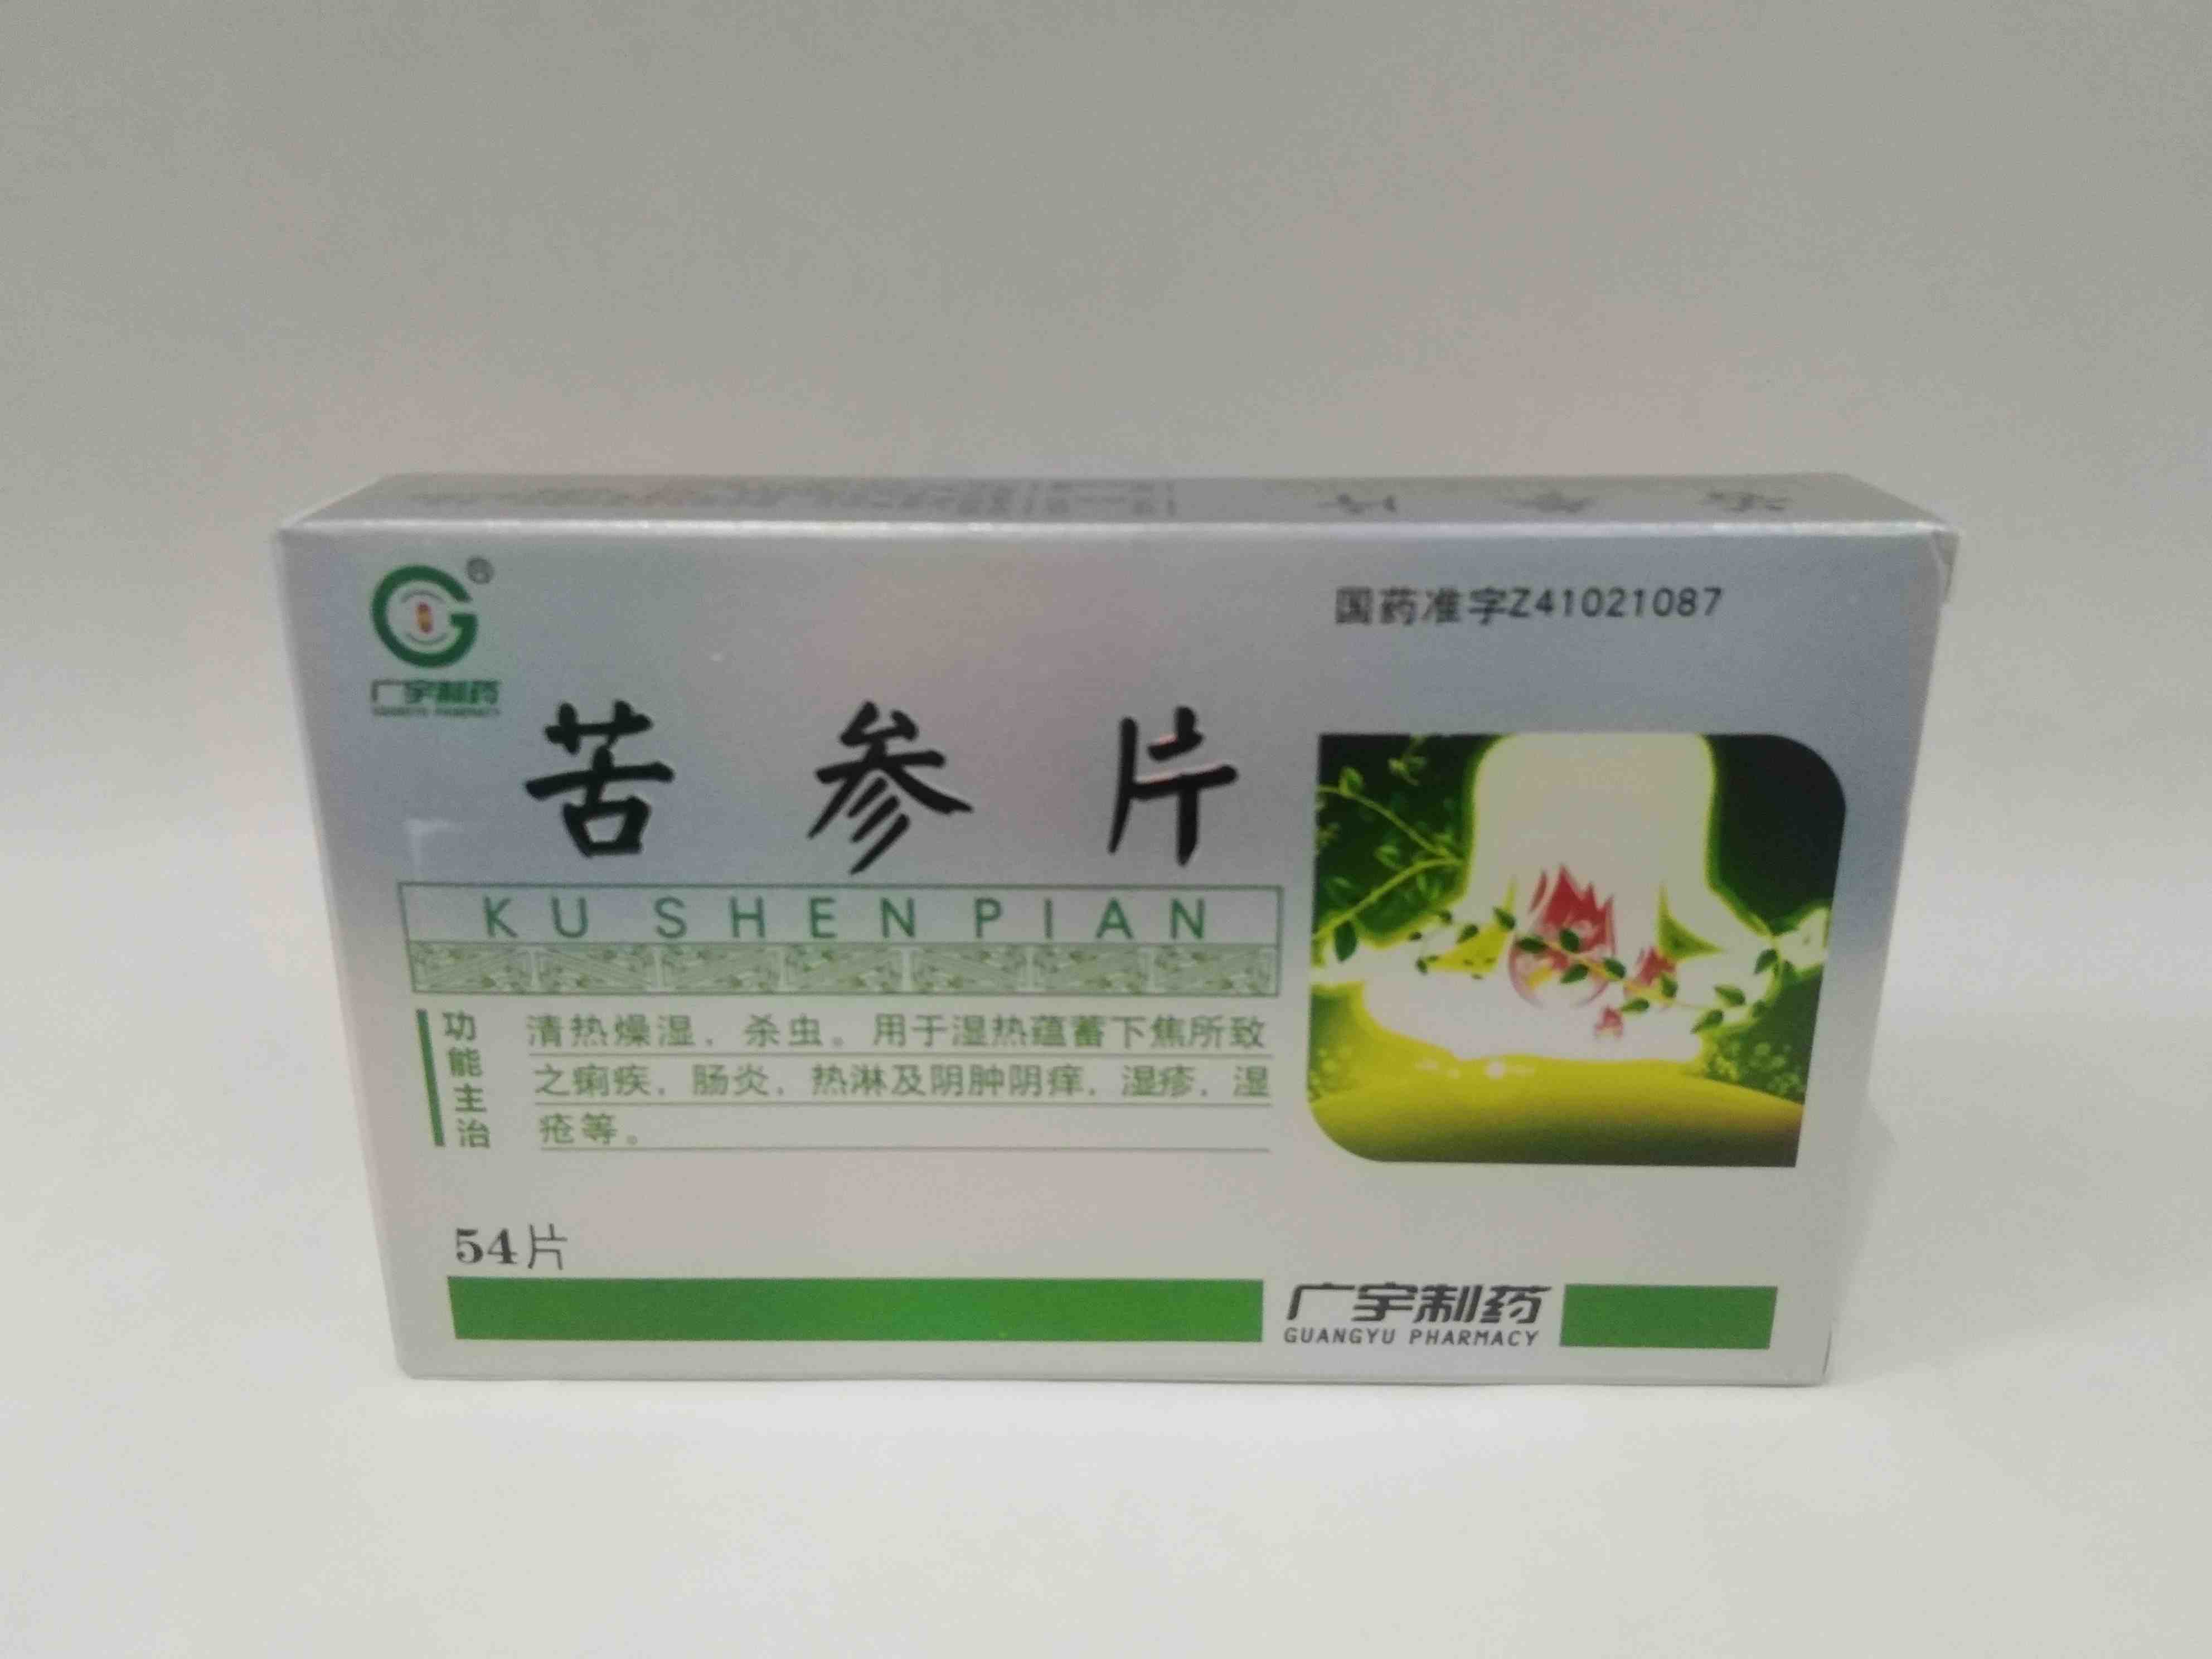 ®
广宇制药
GUANGYU PHARMACY
国药准字Z41021087
苦参片
KU SHEN PIAN
功能主治
清热燥湿，杀虫。用于湿热蕴蓄下焦所致
之痢疾，肠炎，热淋及阴肿阴痒，湿疹，湿
疮等。
54片
广宇制药
GUANGYU PHARMACY